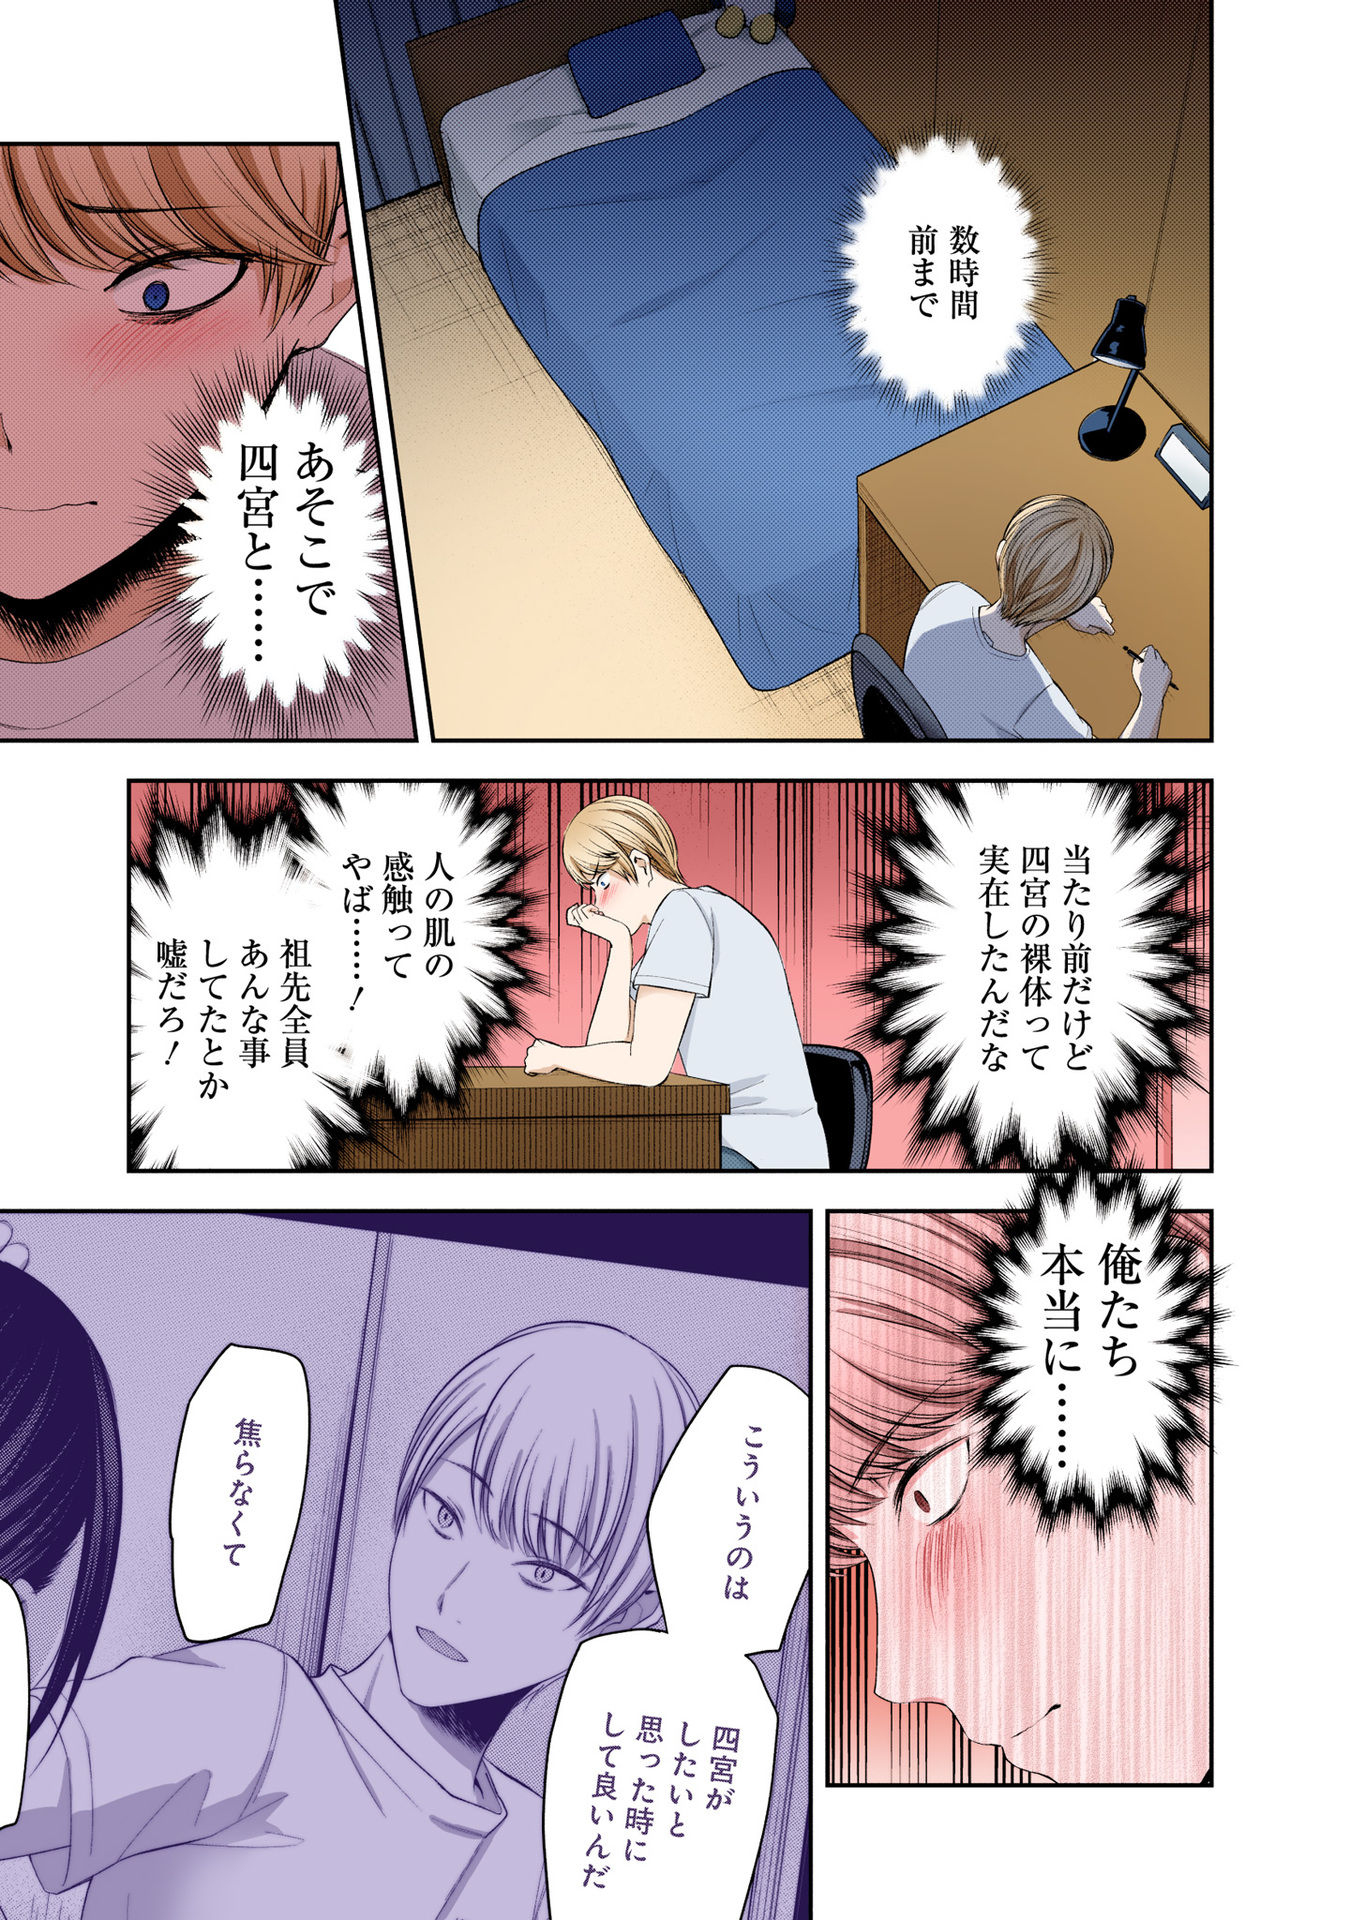 数時間
前まで
あそこで
四宮と……
当たり前だけど
四宮の裸体って
実在したんだな
人の肌の
感触って
やば……！
祖先全員
あんな事
してたとか
嘘だろ！
俺たち
本当に……
こういうのは
四宮が
したいと
思った時に
して良いんだ
焦らなくて